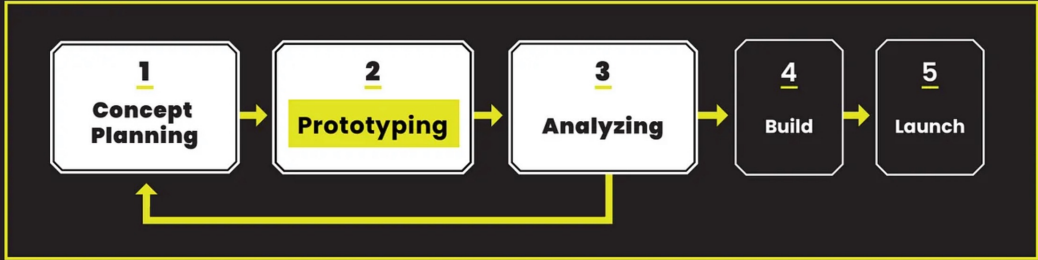 1
Concept
Planning
2
Prototyping
3
Analyzing
4
Build
5
Launch